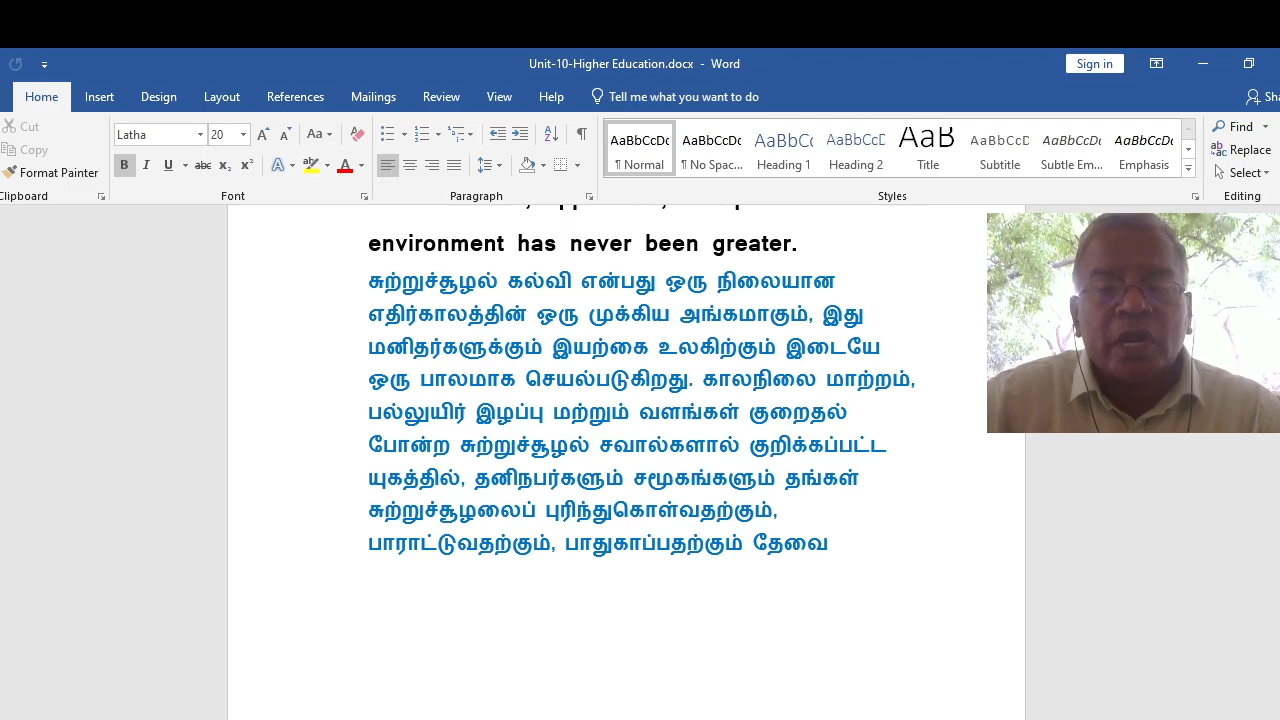 Unit-10-Higher Education.docx - Word
Sign in
Home Insert Design Layout References Mailings Review View Help Tell me what you want to do
Cut
Copy
Format Painter
Clipboard
Latha 20
Font
Paragraph
AaBbCcDc AaBbCcDc AaBbC AaBbCcD AaB AaBbCcD AaBbCcDc AaBbCcDc
¶ Normal ¶ No Spac... Heading 1 Heading 2 Title Subtitle Subtle Em... Emphasis
Styles
Find
Replace
Select
Editing
environment has never been greater.
சுற்றுச்சூழல் கல்வி என்பது ஒரு நிலையான
எதிர்காலத்தின் ஒரு முக்கிய அங்கமாகும், இது
மனிதர்களுக்கும் இயற்கை உலகிற்கும் இடையே
ஒரு பாலமாக செயல்படுகிறது. காலநிலை மாற்றம்,
பல்லுயிர் இழப்பு மற்றும் வளங்கள் குறைதல்
போன்ற சுற்றுச்சூழல் சவால்களால் குறிக்கப்பட்ட
யுகத்தில், தனிநபர்களும் சமூகங்களும் தங்கள்
சுற்றுச்சூழலைப் புரிந்துகொள்வதற்கும்,
பாராட்டுவதற்கும், பாதுகாப்பதற்கும் தேவை